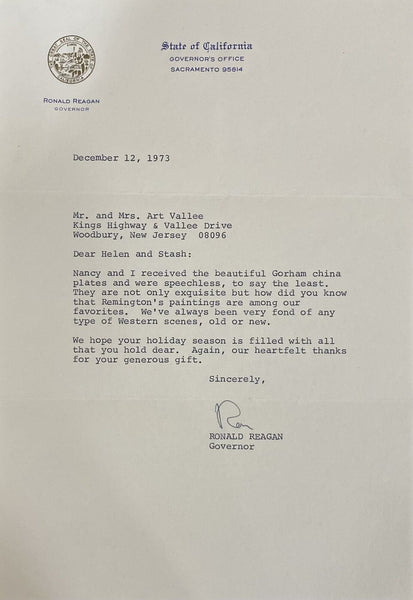 State of California
GOVERNOR'S OFFICE
SACRAMENTO 95814
RONALD REAGAN
GOVERNOR
December 12, 1973
Mr. and Mrs. Art Vallee
Kings Highway & Vallee Drive
Woodbury, New Jersey 08096
Dear Helen and Stash:
Nancy and I received the beautiful Gorham china
plates and were speechless, to say the least.
They are not only exquisite but how did you know
that Remington's paintings are among our
favorites. We've always been very fond of any
type of Western scenes, old or new.
We hope your holiday season is filled with all
that you hold dear. Again, our heartfelt thanks
for your generous gift.
Sincerely,
Ron
RONALD REAGAN
Governor